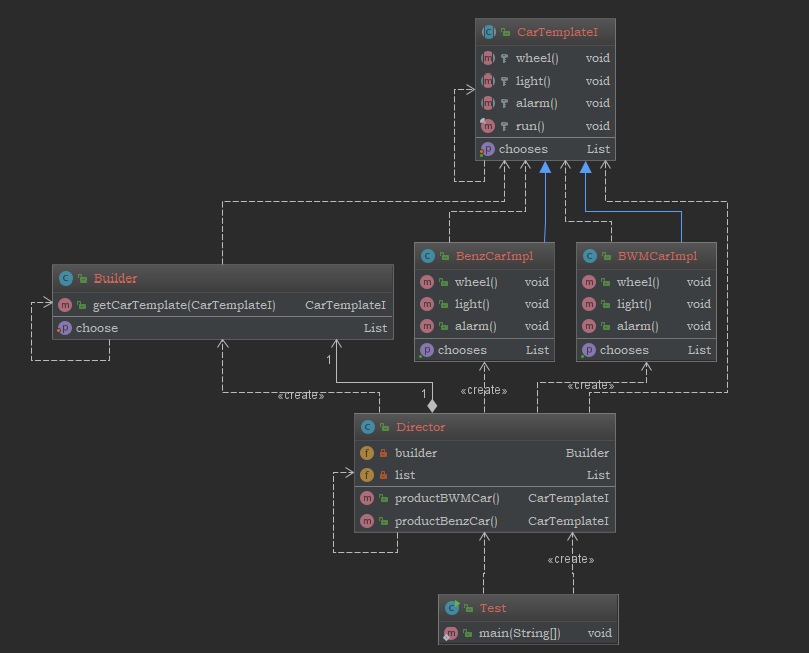 CarTemplateI
wheel() void
light() void
alarm() void
run() void
chooses List
Builder
getCarTemplate(CarTemplateI) CarTemplateI
choose List
BenzCarImpl
wheel() void
light() void
alarm() void
chooses List
BWMCarImpl
wheel() void
light() void
alarm() void
chooses List
1
1
«create»
«create»
«create»
Director
builder Builder
list List
productBWMCar() CarTemplateI
productBenzCar() CarTemplateI
«create»
Test
main(String[]) void